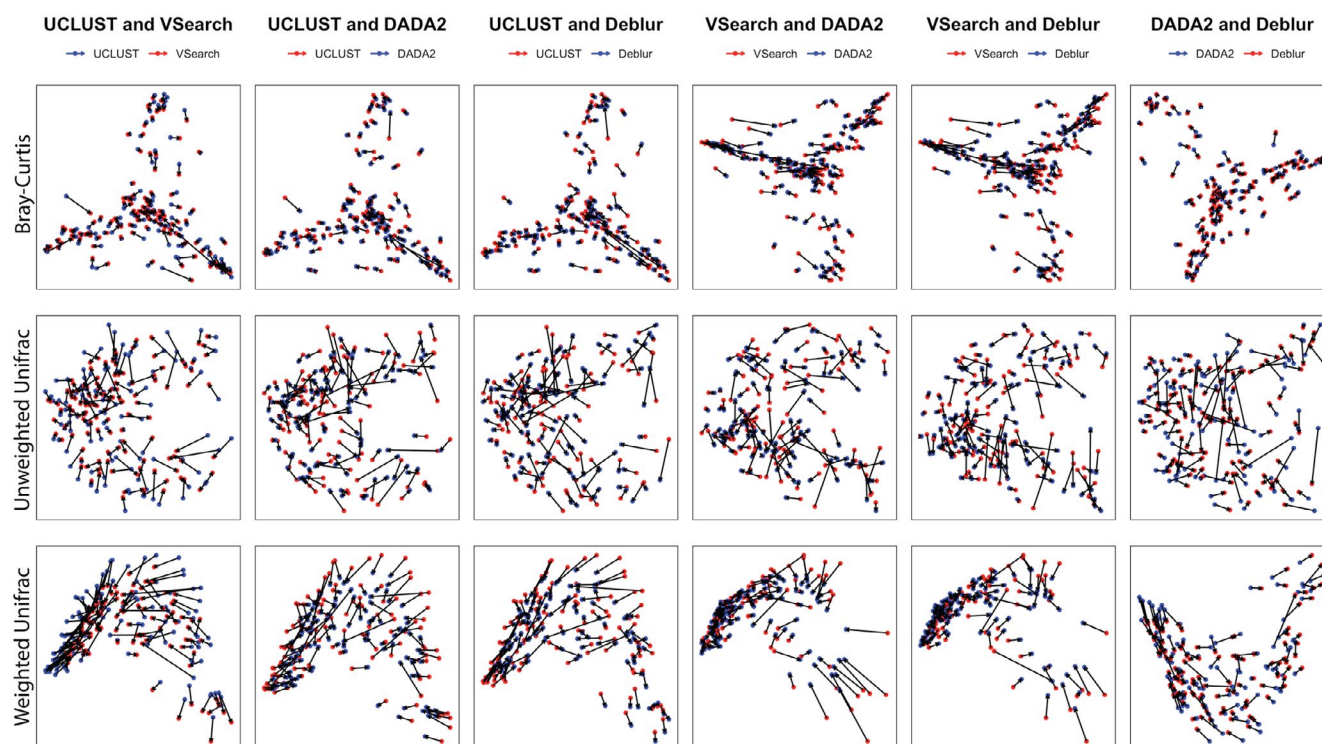 UCLUST and VSearch UCLUST and DADA2 UCLUST and Deblur VSearch and DADA2 VSearch and Deblur DADA2 and Deblur
UCLUST VSearch UCLUST DADA2 UCLUST Deblur VSearch DADA2 VSearch Deblur DADA2 Deblur
Bray-Curtis
Unweighted Unifrac
Weighted Unifrac